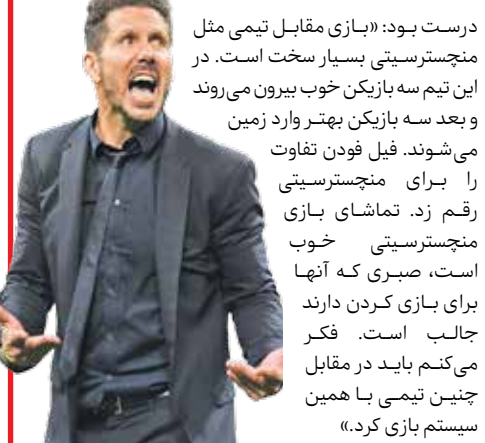 درست بود: «بازی مقابل تیمی مثل
منچسترسیتی بسیار سخت است. در
این تیم سه بازیکن خوب بیرون می‌روند
و بعد سه بازیکن بهتر وارد زمین
می‌شوند. فیل فودن تفاوت
را برای منچسترسیتی
رقم زد. تماشای بازی
منچسترسیتی خوب
است، صبری که آنها
برای بازی کردن دارند
جالب است. فکر
می‌کنم باید در مقابل
چنین تیمی با همین
سیستم بازی کرد.»